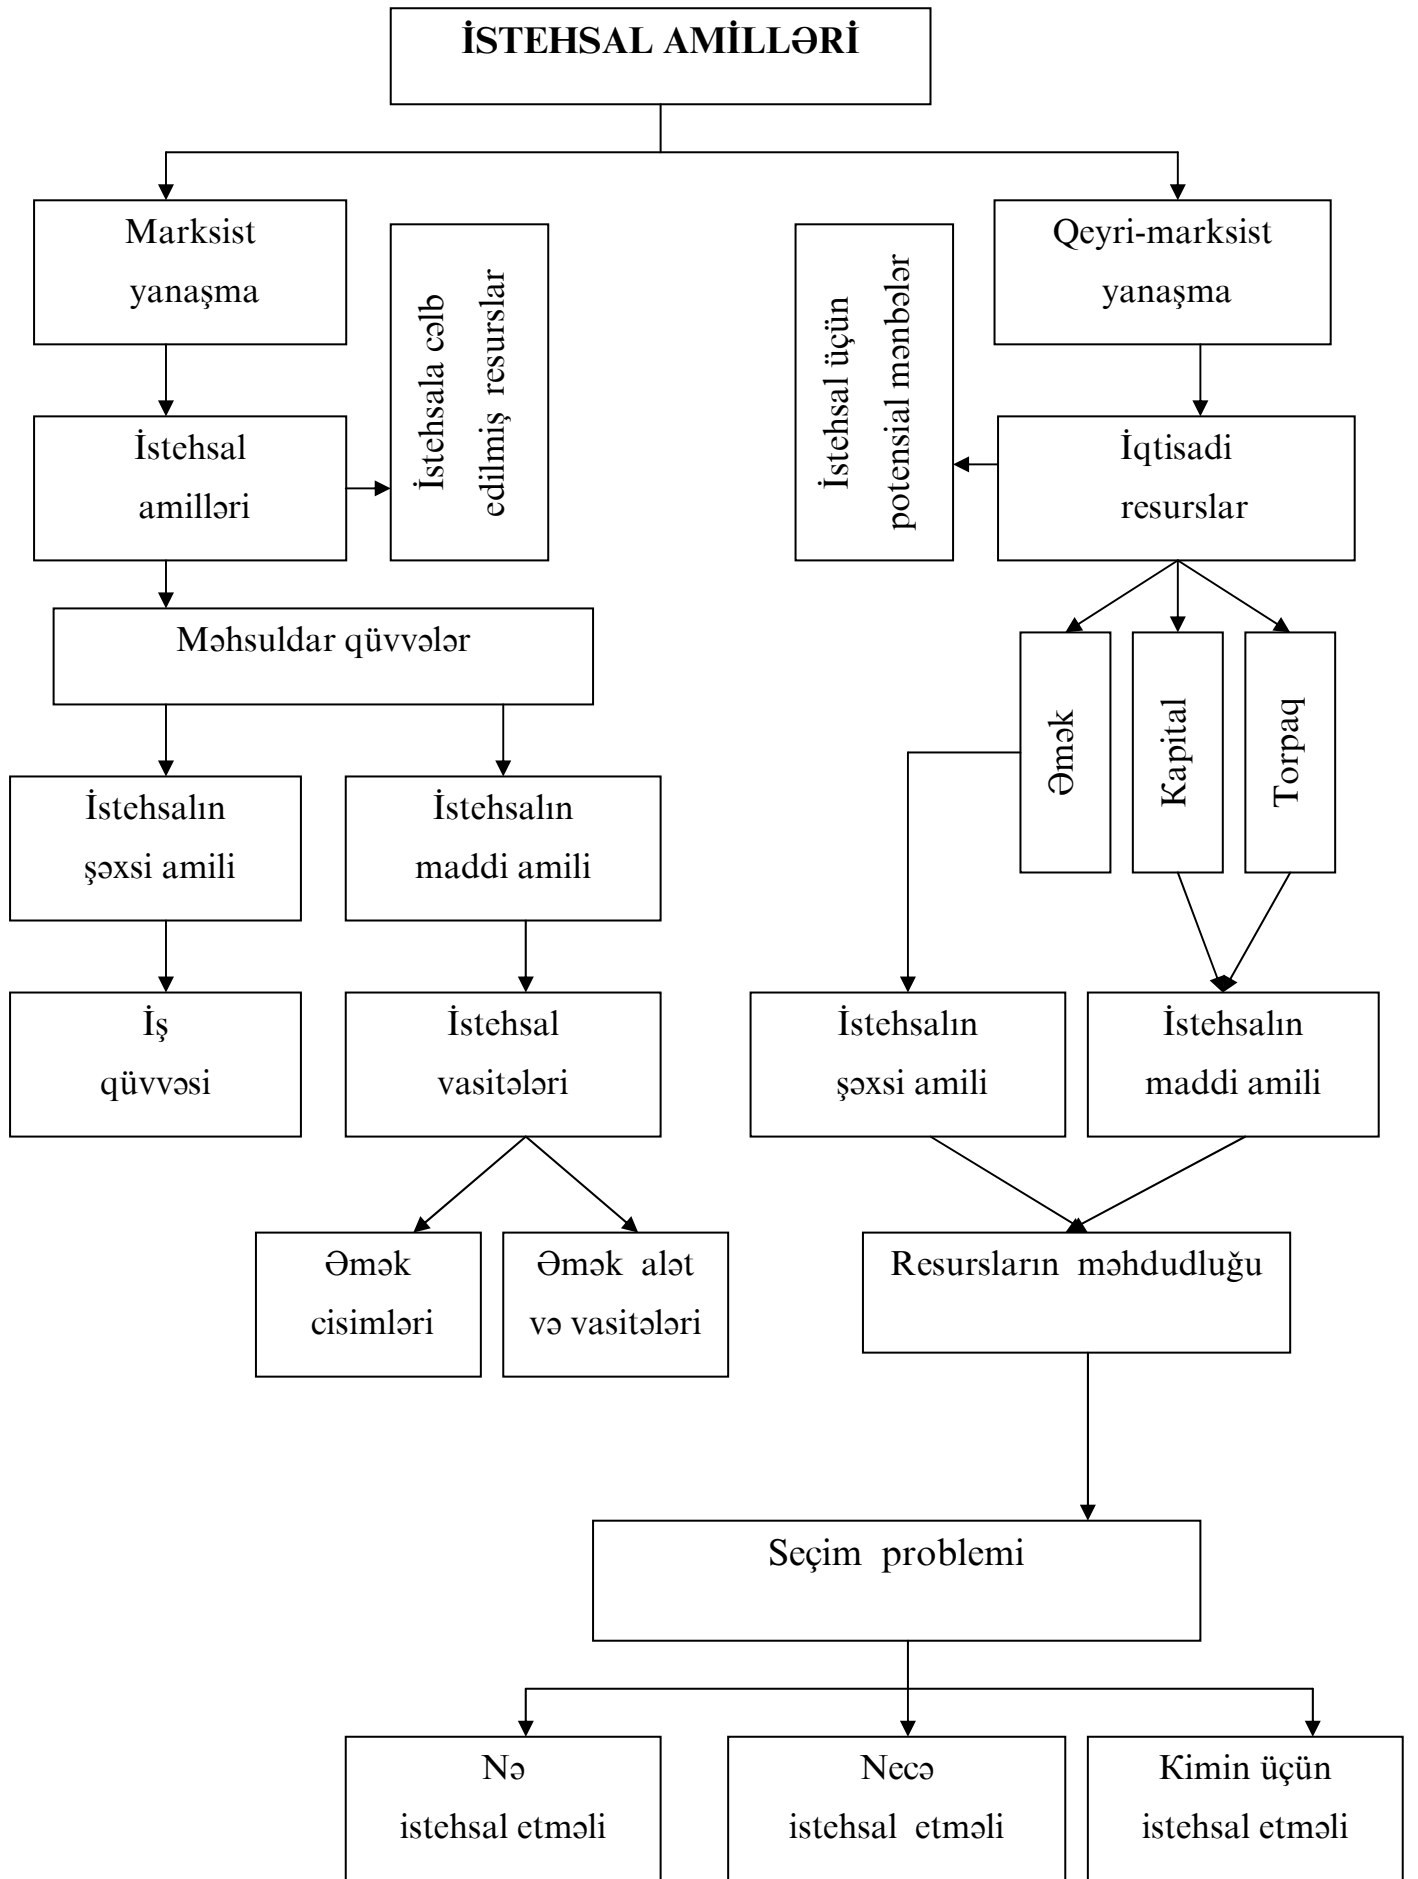 İSTEHSAL AMİLLƏRİ
Marksist
yanaşma
İstehsala cəlb
edilmiş resurslar
İstehsal üçün
potensial mənbələr
Qeyri-marksist
yanaşma
İstehsal
amilləri
İqtisadi
resurslar
Məhsuldar qüvvələr
Əmək
Kapital
Torpaq
İstehsalın
şəxsi amili
İstehsalın
maddi amili
İş
qüvvəsi
İstehsal
vasitələri
İstehsalın
şəxsi amili
İstehsalın
maddi amili
Əmək
cisimləri
Əmək alət
və vasitələri
Resursların məhdudluğu
Seçim problemi
Nə
istehsal etməli
Necə
istehsal etməli
Kimin üçün
istehsal etməli